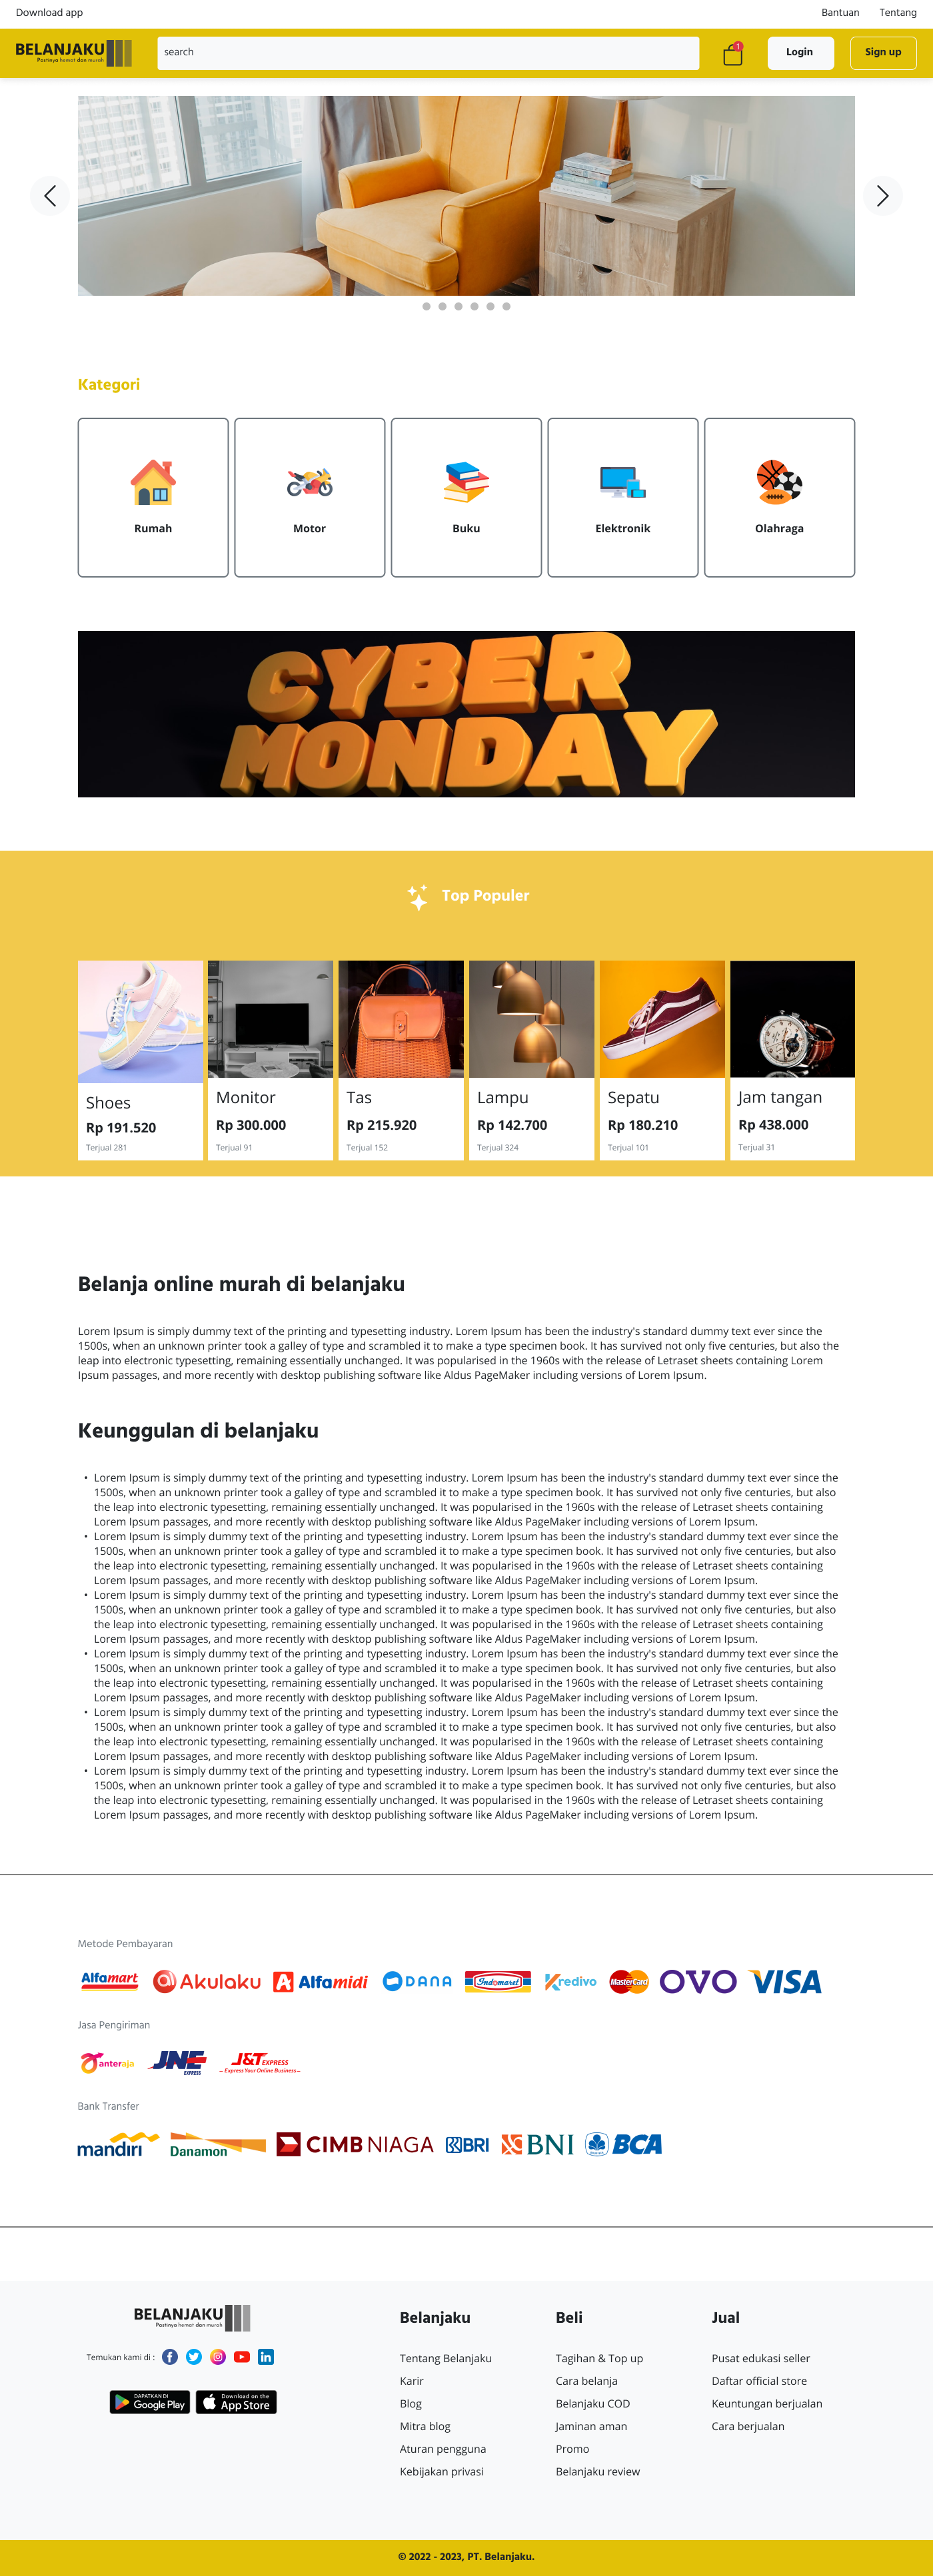 Download app
Bantuan
Tentang
BELANJAKU
Pastinya hemat dan murah
search
1
Login
Sign up
Kategori
Rumah
Motor
Buku
Elektronik
Olahraga
CYBER
MONDAY
Top Populer
Shoes
Rp 191.520
Terjual 281
Monitor
Rp 300.000
Terjual 91
Tas
Rp 215.920
Terjual 152
Lampu
Rp 142.700
Terjual 324
Sepatu
Rp 180.210
Terjual 101
Jam tangan
Rp 438.000
Terjual 31
Belanja online murah di belanjaku
Lorem Ipsum is simply dummy text of the printing and typesetting industry. Lorem Ipsum has been the industry's standard dummy text ever since the
1500s, when an unknown printer took a galley of type and scrambled it to make a type specimen book. It has survived not only five centuries, but also the
leap into electronic typesetting, remaining essentially unchanged. It was popularised in the 1960s with the release of Letraset sheets containing Lorem
Ipsum passages, and more recently with desktop publishing software like Aldus PageMaker including versions of Lorem Ipsum.
Keunggulan di belanjaku
• Lorem Ipsum is simply dummy text of the printing and typesetting industry. Lorem Ipsum has been the industry's standard dummy text ever since the
1500s, when an unknown printer took a galley of type and scrambled it to make a type specimen book. It has survived not only five centuries, but also
the leap into electronic typesetting, remaining essentially unchanged. It was popularised in the 1960s with the release of Letraset sheets containing
Lorem Ipsum passages, and more recently with desktop publishing software like Aldus PageMaker including versions of Lorem Ipsum.
• Lorem Ipsum is simply dummy text of the printing and typesetting industry. Lorem Ipsum has been the industry's standard dummy text ever since the
1500s, when an unknown printer took a galley of type and scrambled it to make a type specimen book. It has survived not only five centuries, but also
the leap into electronic typesetting, remaining essentially unchanged. It was popularised in the 1960s with the release of Letraset sheets containing
Lorem Ipsum passages, and more recently with desktop publishing software like Aldus PageMaker including versions of Lorem Ipsum.
• Lorem Ipsum is simply dummy text of the printing and typesetting industry. Lorem Ipsum has been the industry's standard dummy text ever since the
1500s, when an unknown printer took a galley of type and scrambled it to make a type specimen book. It has survived not only five centuries, but also
the leap into electronic typesetting, remaining essentially unchanged. It was popularised in the 1960s with the release of Letraset sheets containing
Lorem Ipsum passages, and more recently with desktop publishing software like Aldus PageMaker including versions of Lorem Ipsum.
• Lorem Ipsum is simply dummy text of the printing and typesetting industry. Lorem Ipsum has been the industry's standard dummy text ever since the
1500s, when an unknown printer took a galley of type and scrambled it to make a type specimen book. It has survived not only five centuries, but also
the leap into electronic typesetting, remaining essentially unchanged. It was popularised in the 1960s with the release of Letraset sheets containing
Lorem Ipsum passages, and more recently with desktop publishing software like Aldus PageMaker including versions of Lorem Ipsum.
• Lorem Ipsum is simply dummy text of the printing and typesetting industry. Lorem Ipsum has been the industry's standard dummy text ever since the
1500s, when an unknown printer took a galley of type and scrambled it to make a type specimen book. It has survived not only five centuries, but also
the leap into electronic typesetting, remaining essentially unchanged. It was popularised in the 1960s with the release of Letraset sheets containing
Lorem Ipsum passages, and more recently with desktop publishing software like Aldus PageMaker including versions of Lorem Ipsum.
• Lorem Ipsum is simply dummy text of the printing and typesetting industry. Lorem Ipsum has been the industry's standard dummy text ever since the
1500s, when an unknown printer took a galley of type and scrambled it to make a type specimen book. It has survived not only five centuries, but also
the leap into electronic typesetting, remaining essentially unchanged. It was popularised in the 1960s with the release of Letraset sheets containing
Lorem Ipsum passages, and more recently with desktop publishing software like Aldus PageMaker including versions of Lorem Ipsum.
Metode Pembayaran
Alfamart
Akulaku
Alfamidi
DANA
Indomaret
Kredivo
MasterCard
OVO
VISA
Jasa Pengiriman
anteraja
JNE
EXPRESS
J&T EXPRESS
Express Your Online Business
Bank Transfer
mandiri
Danamon
CIMB NIAGA
BRI
BNI
BCA
BELANJAKU
Pastinya hemat dan murah
Temukan kami di :
DAPATKAN DI
Google Play
Download on the
App Store
Belanjaku
Tentang Belanjaku
Karir
Blog
Mitra blog
Aturan pengguna
Kebijakan privasi
Beli
Tagihan & Top up
Cara belanja
Belanjaku COD
Jaminan aman
Promo
Belanjaku review
Jual
Pusat edukasi seller
Daftar official store
Keuntungan berjualan
Cara berjualan
© 2022 - 2023, PT. Belanjaku.